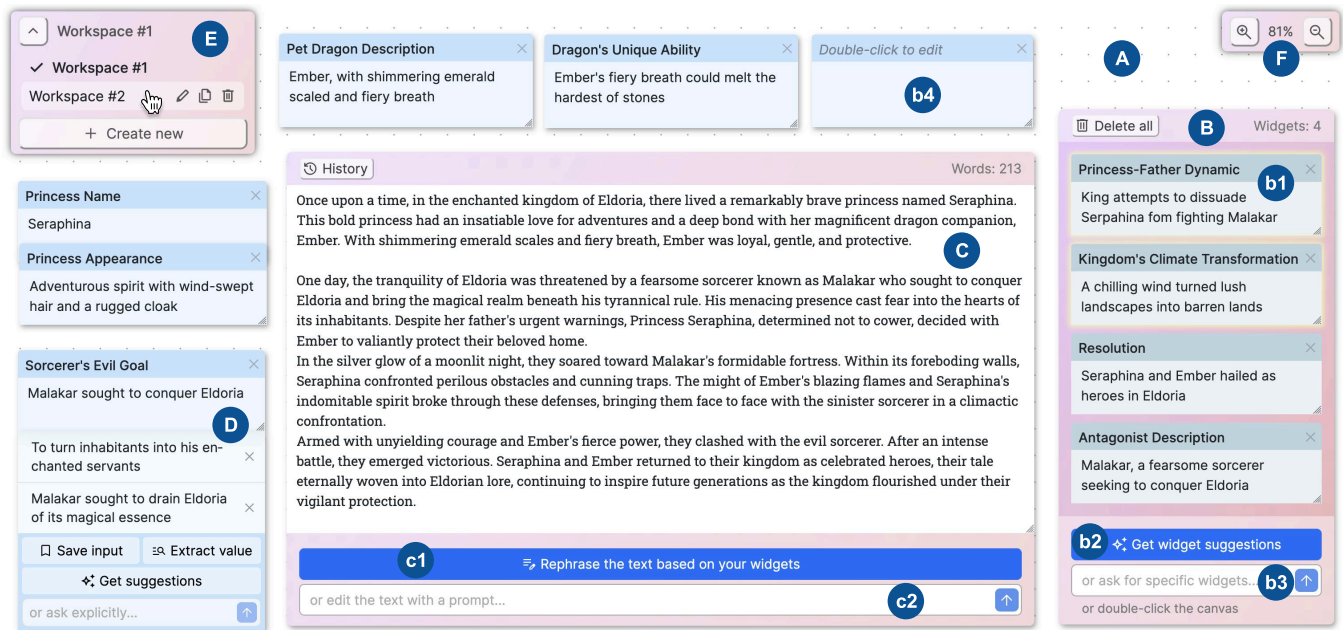 Workspace #1
E
Workspace #1
Workspace #2
+ Create new
Pet Dragon Description
Ember, with shimmering emerald
scaled and fiery breath
Dragon's Unique Ability
Ember's fiery breath could melt the
hardest of stones
Double-click to edit
b4
A
81%
F
Princess Name
Seraphina
Princess Appearance
Adventurous spirit with wind-swept
hair and a rugged cloak
Sorcerer's Evil Goal
Malakar sought to conquer Eldoria
D
To turn inhabitants into his en-
chanted servants
Malakar sought to drain Eldoria
of its magical essence
Save input
Extract value
Get suggestions
or ask explicitly...
History
Words: 213
Once upon a time, in the enchanted kingdom of Eldoria, there lived a remarkably brave princess named Seraphina.
This bold princess had an insatiable love for adventures and a deep bond with her magnificent dragon companion,
Ember. With shimmering emerald scales and fiery breath, Ember was loyal, gentle, and protective.
C
One day, the tranquility of Eldoria was threatened by a fearsome sorcerer known as Malakar who sought to conquer
Eldoria and bring the magical realm beneath his tyrannical rule. His menacing presence cast fear into the hearts of
its inhabitants. Despite her father's urgent warnings, Princess Seraphina, determined not to cower, decided with
Ember to valiantly protect their beloved home.
In the silver glow of a moonlit night, they soared toward Malakar's formidable fortress. Within its foreboding walls,
Seraphina confronted perilous obstacles and cunning traps. The might of Ember's blazing flames and Seraphina's
indomitable spirit broke through these defenses, bringing them face to face with the sinister sorcerer in a climactic
confrontation.
Armed with unyielding courage and Ember's fierce power, they clashed with the evil sorcerer. After an intense
battle, they emerged victorious. Seraphina and Ember returned to their kingdom as celebrated heroes, their tale
eternally woven into Eldorian lore, continuing to inspire future generations as the kingdom flourished under their
vigilant protection.
c1
Rephrase the text based on your widgets
or edit the text with a prompt...
c2
Delete all
B
Widgets: 4
Princess-Father Dynamic
b1
King attempts to dissuade
Serpahina fom fighting Malakar
Kingdom's Climate Transformation
A chilling wind turned lush
landscapes into barren lands
Resolution
Seraphina and Ember hailed as
heroes in Eldoria
Antagonist Description
Malakar, a fearsome sorcerer
seeking to conquer Eldoria
b2
Get widget suggestions
or ask for specific widgets...
b3
or double-click the canvas